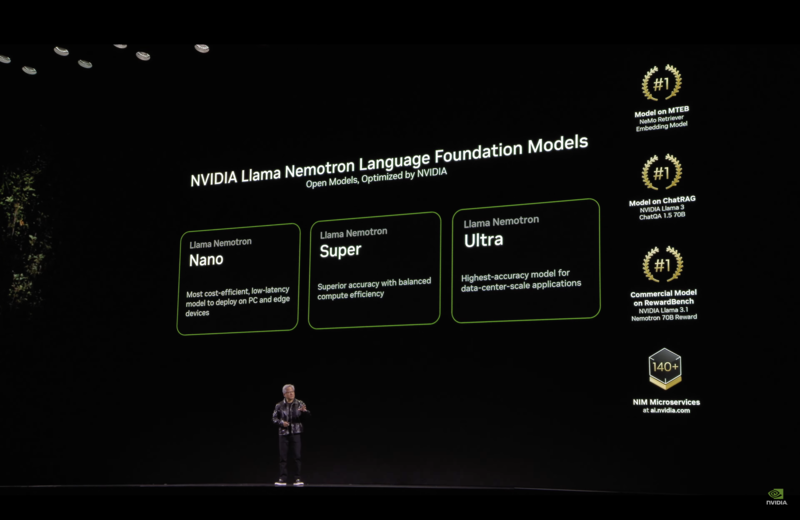 NVIDIA Llama Nemotron Language Foundation Models
Open Models, Optimized by NVIDIA
Llama Nemotron
Nano
Most cost-efficient, low-latency
model to deploy on PC and edge
devices
Llama Nemotron
Super
Superior accuracy with balanced
compute efficiency
Llama Nemotron
Ultra
Highest-accuracy model for
data-center-scale applications
#1
Model on MTEB
NeMo Retriever
Embedding Model
#1
Model on ChatRAG
NVIDIA Llama 3
ChatQA 1.5 70B
#1
Commercial Model
on RewardBench
NVIDIA Llama 3.1
Nemotron 70B Reward
140+
NIM Microservices
at ai.nvidia.com
NVIDIA